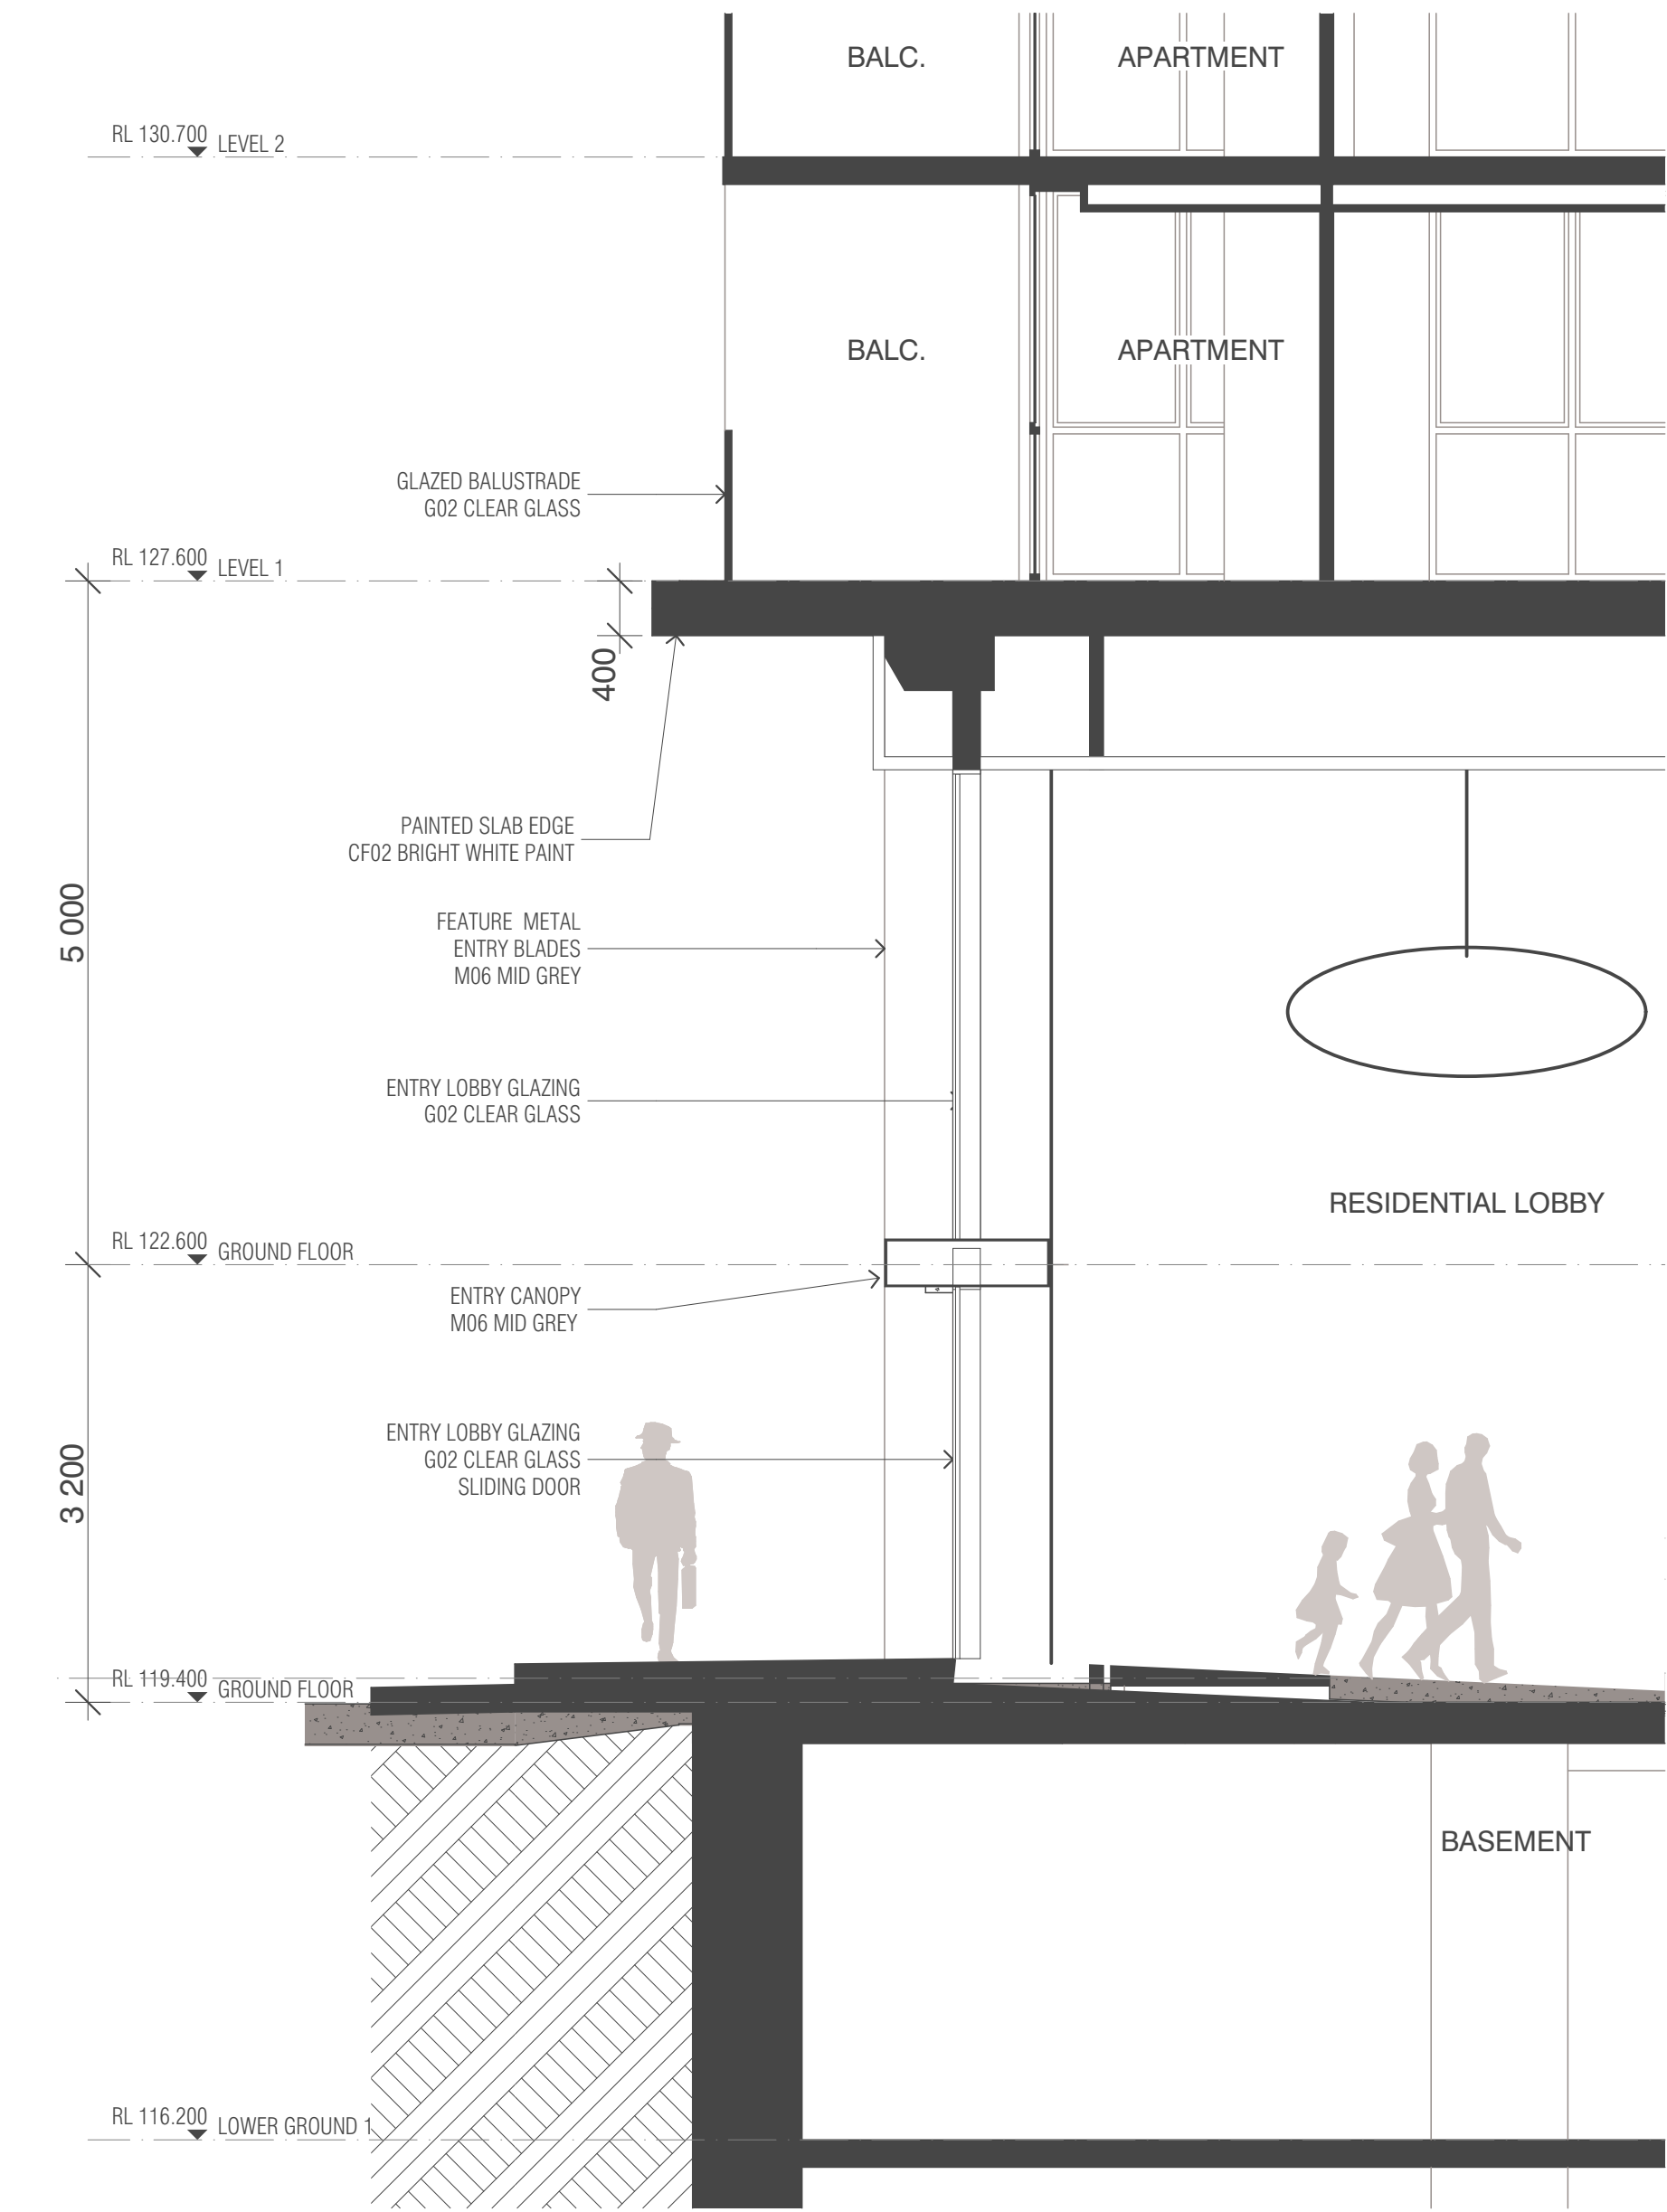 BALC.
APARTMENT
RL 130.700
LEVEL 2
BALC.
APARTMENT
GLAZED BALUSTRADE
G02 CLEAR GLASS
RL 127.600
LEVEL 1
400
PAINTED SLAB EDGE
CF02 BRIGHT WHITE PAINT
5 000
FEATURE METAL
ENTRY BLADES
M06 MID GREY
ENTRY LOBBY GLAZING
G02 CLEAR GLASS
RESIDENTIAL LOBBY
RL 122.600
GROUND FLOOR
ENTRY CANOPY
M06 MID GREY
3 200
ENTRY LOBBY GLAZING
G02 CLEAR GLASS
SLIDING DOOR
RL 119.400
GROUND FLOOR
BASEMENT
RL 116.200
LOWER GROUND 1